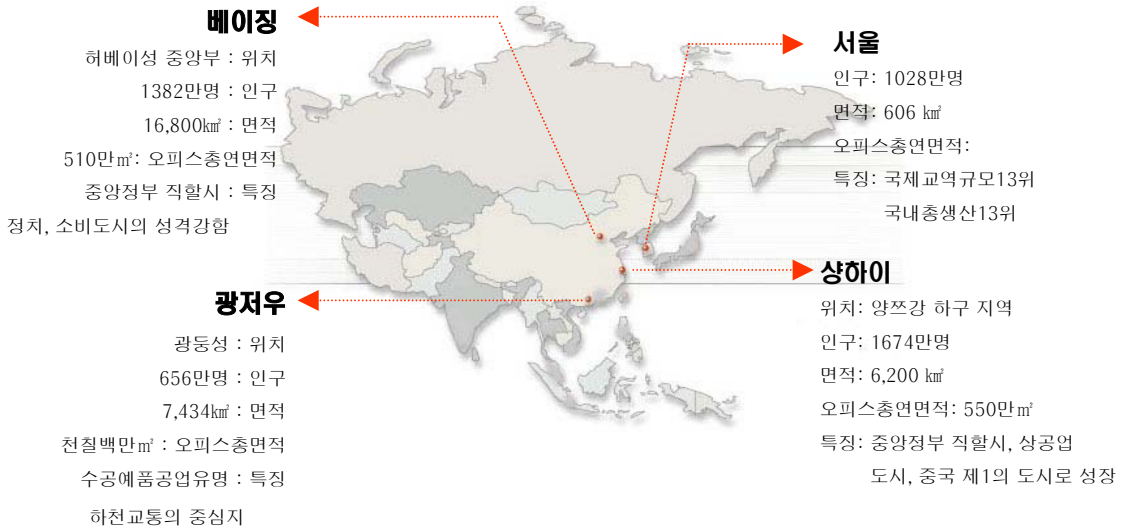 베이징
허베이성 중앙부 : 위치
1382만명 : 인구
16,800㎢ : 면적
510만㎡: 오피스총연면적
중앙정부 직할시 : 특징
정치, 소비도시의 성격강함
서울
인구: 1028만명
면적: 606 ㎢
오피스총연면적:
특징: 국제교역규모13위
국내총생산13위
광저우
광둥성 : 위치
656만명 : 인구
7,434㎢ : 면적
천칠백만㎡ : 오피스총면적
수공예품공업유명 : 특징
하천교통의 중심지
상하이
위치: 양쯔강 하구 지역
인구: 1674만명
면적: 6,200 ㎢
오피스총연면적: 550만㎡
특징: 중앙정부 직할시, 상공업
도시, 중국 제1의 도시로 성장